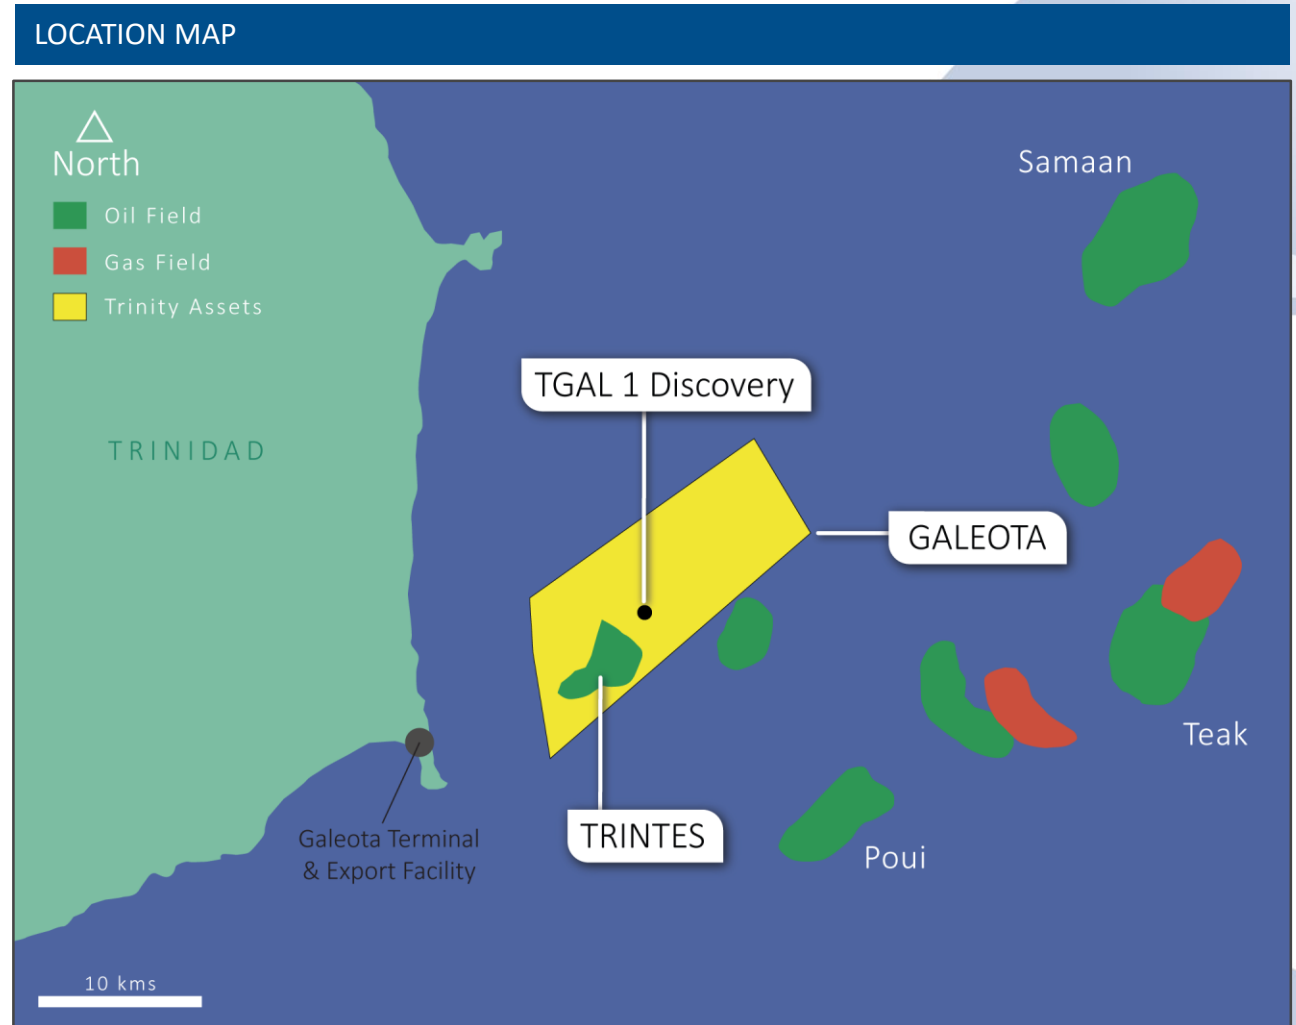 LOCATION MAP
North
Oil Field
Gas Field
Trinity Assets
Samaan
TGAL 1 Discovery
TRINIDAD
GALEOTA
Teak
TRINTES
Galeota Terminal
& Export Facility
Poui
10 kms